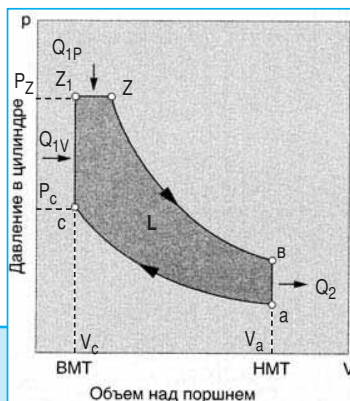 p
Q1P
PZ
Z1
Z
Q1V
Давление в цилиндре
L
PC
c
в
Q2
a
VC
Va
V
ВМТ
НМТ
Объем над поршнем